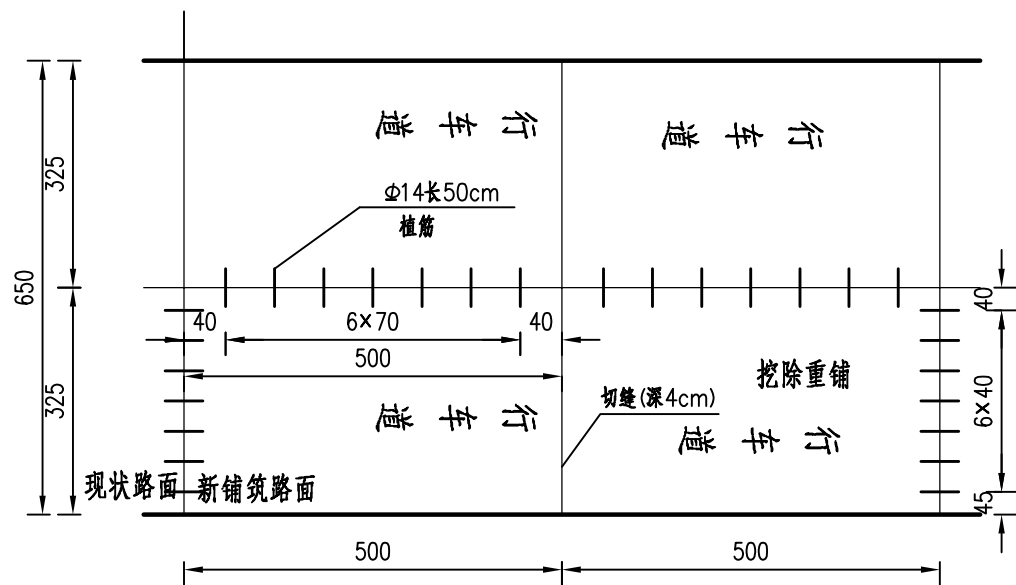 道 车 行
道 车 行
325
Φ14长50cm
植筋
650
40
6×70
40
40
500
挖除重铺
325
切缝(深4cm)
6×40
道 车 行
道 车 行
现状路面
新铺筑路面
45
500
500